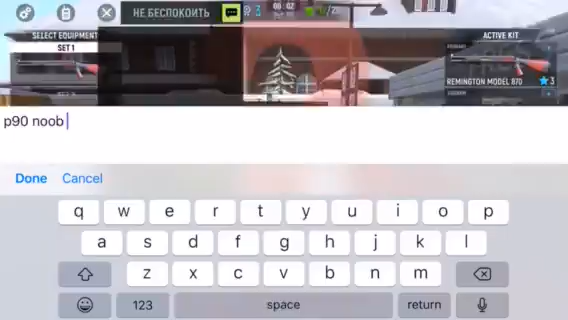 НЕ БЕСПОКОИТЬ
SELECT EQUIPMENT
SET 1
ACTIVE KIT
REMINGTON MODEL 870
3
p90 noob
Done Cancel
q w e r t y u i o p
a s d f g h j k l
z x c v b n m
123 space return